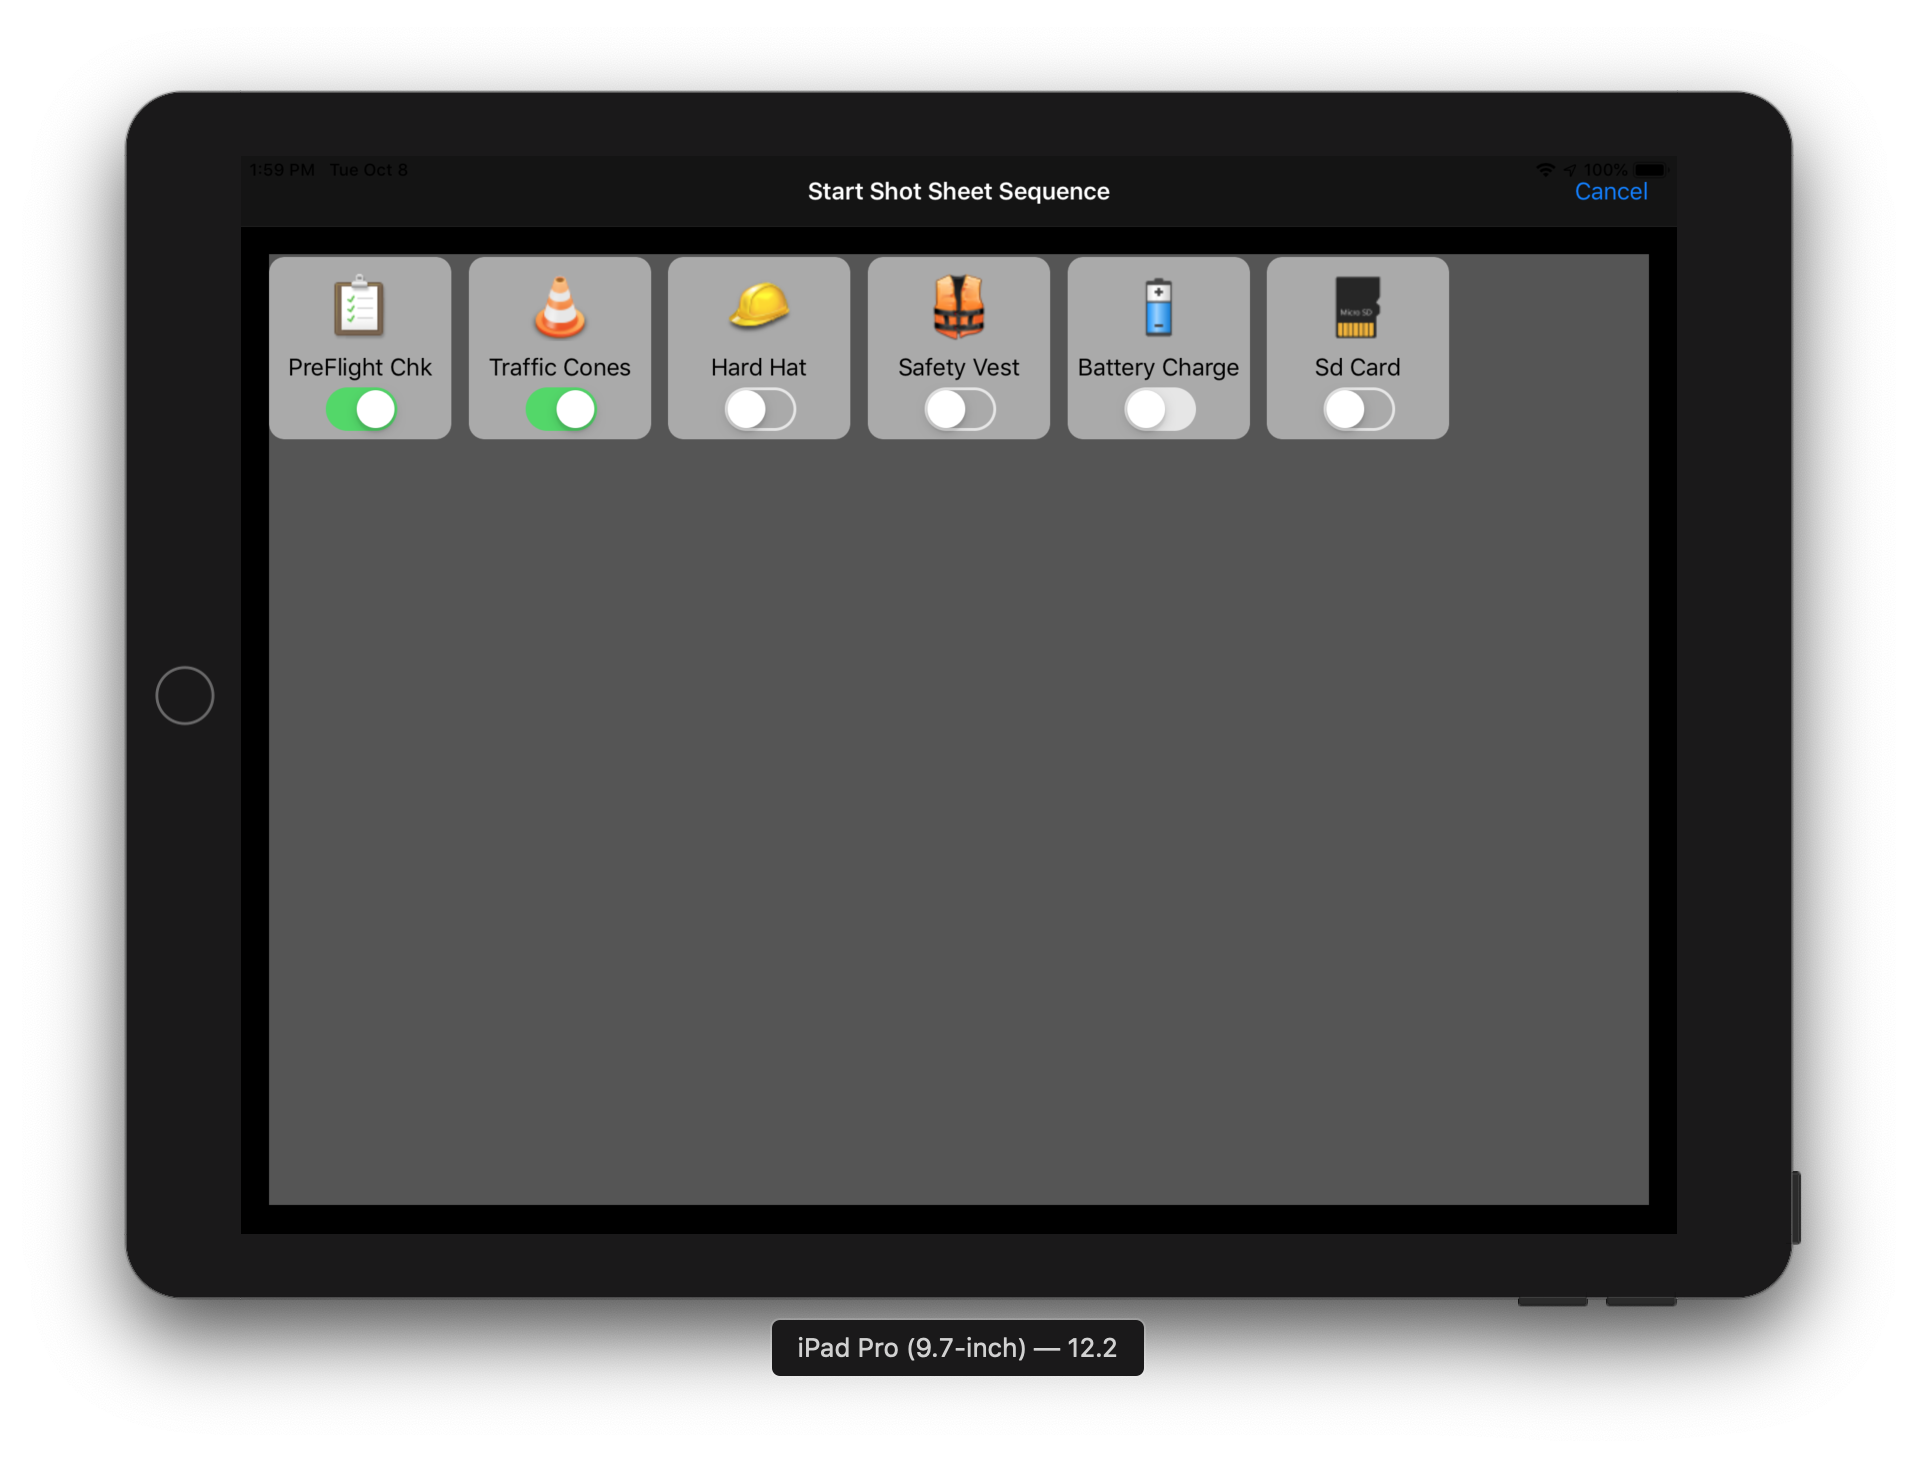 1:59 PM Tue Oct 8
100%
Start Shot Sheet Sequence
Cancel
Micro SD
PreFlight Chk
Traffic Cones
Hard Hat
Safety Vest
Battery Charge
Sd Card
iPad Pro (9.7-inch) — 12.2